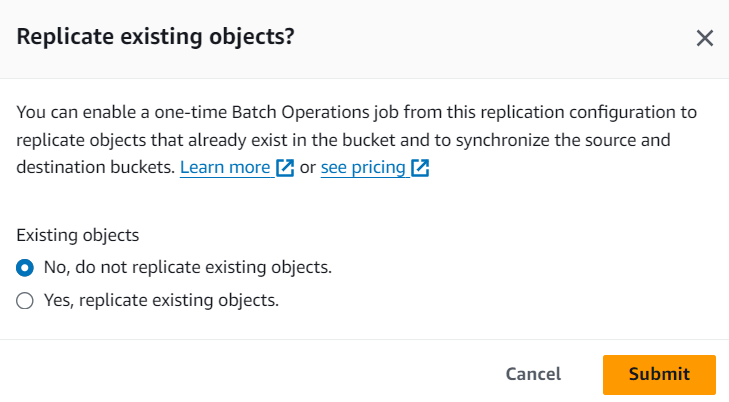 Replicate existing objects?
You can enable a one-time Batch Operations job from this replication configuration to
replicate objects that already exist in the bucket and to synchronize the source and
destination buckets. Learn more or see pricing
Existing objects
No, do not replicate existing objects.
Yes, replicate existing objects.
Cancel Submit